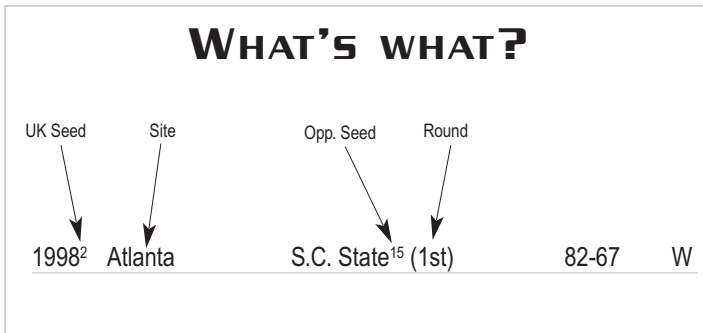 WHAT'S WHAT?
UK Seed Site Opp. Seed Round
1998² Atlanta S.C. State¹⁵ (1st) 82-67 W